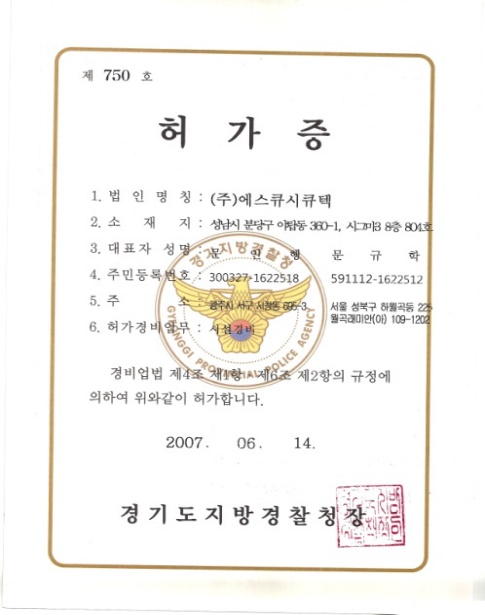 제 750 호
허 가 증
1. 법 인 명 칭 : (주)에스큐시큐텍
2. 소 재 지 : 성남시 분당구 야탑동 360-1, 시그마3 8층 804호
3. 대표자 성명 : 문 인 행 문 규 학
4. 주민등록번호 : 300327-1622518 591112-1622512
5. 주 소 : 광주시 서구 서창동 695-3 서울 성북구 하월곡동 225
월곡래미안(아) 109-1202
6. 허가경비업무 : 시설경비
경기지방경찰청
GYEONGGI PROVINCIAL POLICE AGENCY
경비업법 제4조 제1항·제6조 제2항의 규정에
의하여 위와같이 허가합니다.
2007. 06. 14.
경기도지방경찰청장